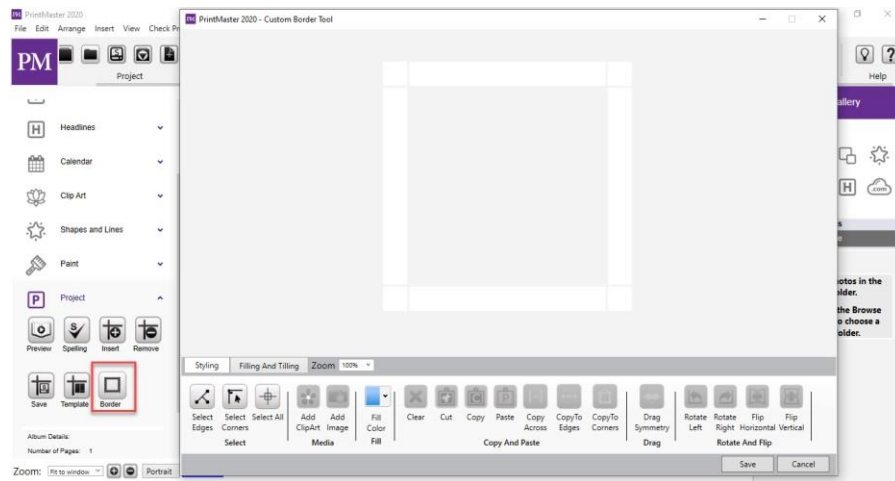 PrintMaster 2020
File Edit Arrange Insert View Check Pr
PM
Project
Headlines
Calendar
Clip Art
Shapes and Lines
Paint
Project
Preview Spelling Insert Remove
Save Template Border
Album Details:
Number of Pages: 1
Zoom: Fit to window Portrait
PM PrintMaster 2020 - Custom Border Tool
Styling Filling And Tilling Zoom 100%
Select Edges
Select Corners
Select All
Select
Add ClipArt
Add Image
Media
Fill Color
Fill
Clear
Cut
Copy
Paste
Copy Across
CopyTo Edges
CopyTo Corners
Copy And Paste
Drag Symmetry
Drag
Rotate Left
Rotate Right
Flip Horizontal
Flip Vertical
Rotate And Flip
Save Cancel
Help
allery
H
.com
otos in the
lder.
the Browse
o choose a
older.